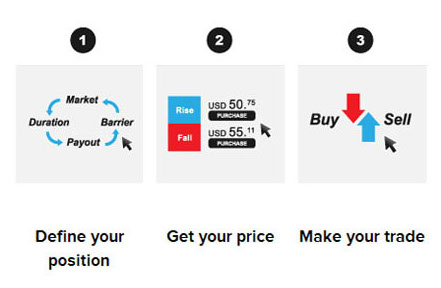 1
2
3
Market
Duration
Barrier
Payout
Rise
USD 50.75
PURCHASE
Fall
USD 55.11
PURCHASE
Buy
Sell
Define your
position
Get your price
Make your trade